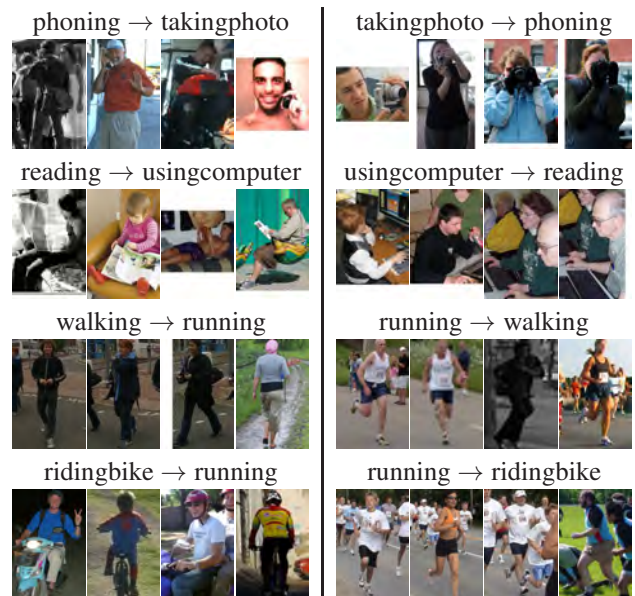 phoning → takingphoto
takingphoto → phoning
reading → usingcomputer
usingcomputer → reading
walking → running
running → walking
ridingbike → running
running → ridingbike